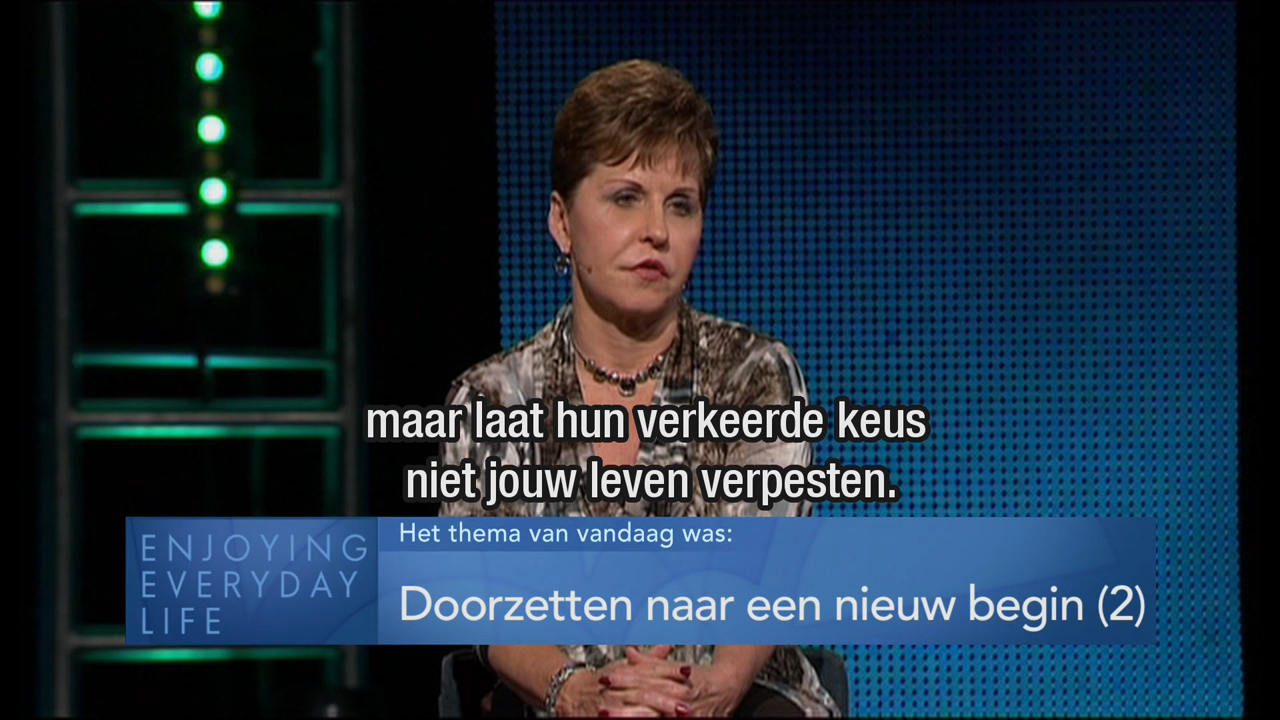 maar laat hun verkeerde keus
niet jouw leven verpesten.
ENJOYING
EVERYDAY
LIFE
Het thema van vandaag was:
Doorzetten naar een nieuw begin (2)